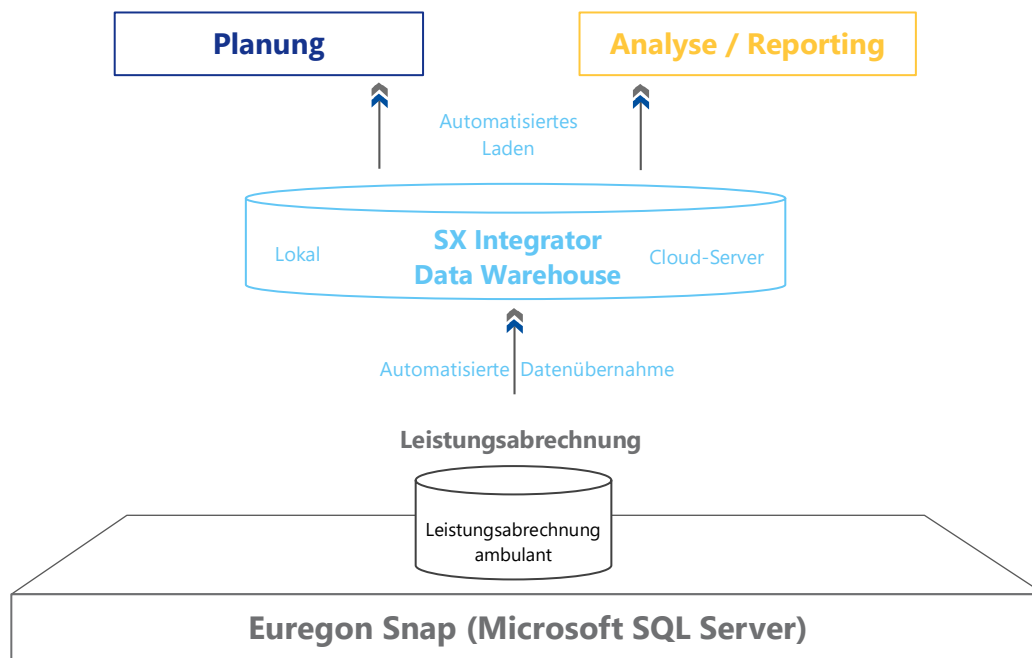 Planung
Analyse / Reporting
Automatisiertes
Laden
SX Integrator
Data Warehouse
Lokal
Cloud-Server
Automatisierte Datenübernahme
Leistungsabrechnung
Leistungsabrechnung
ambulant
Euregon Snap (Microsoft SQL Server)